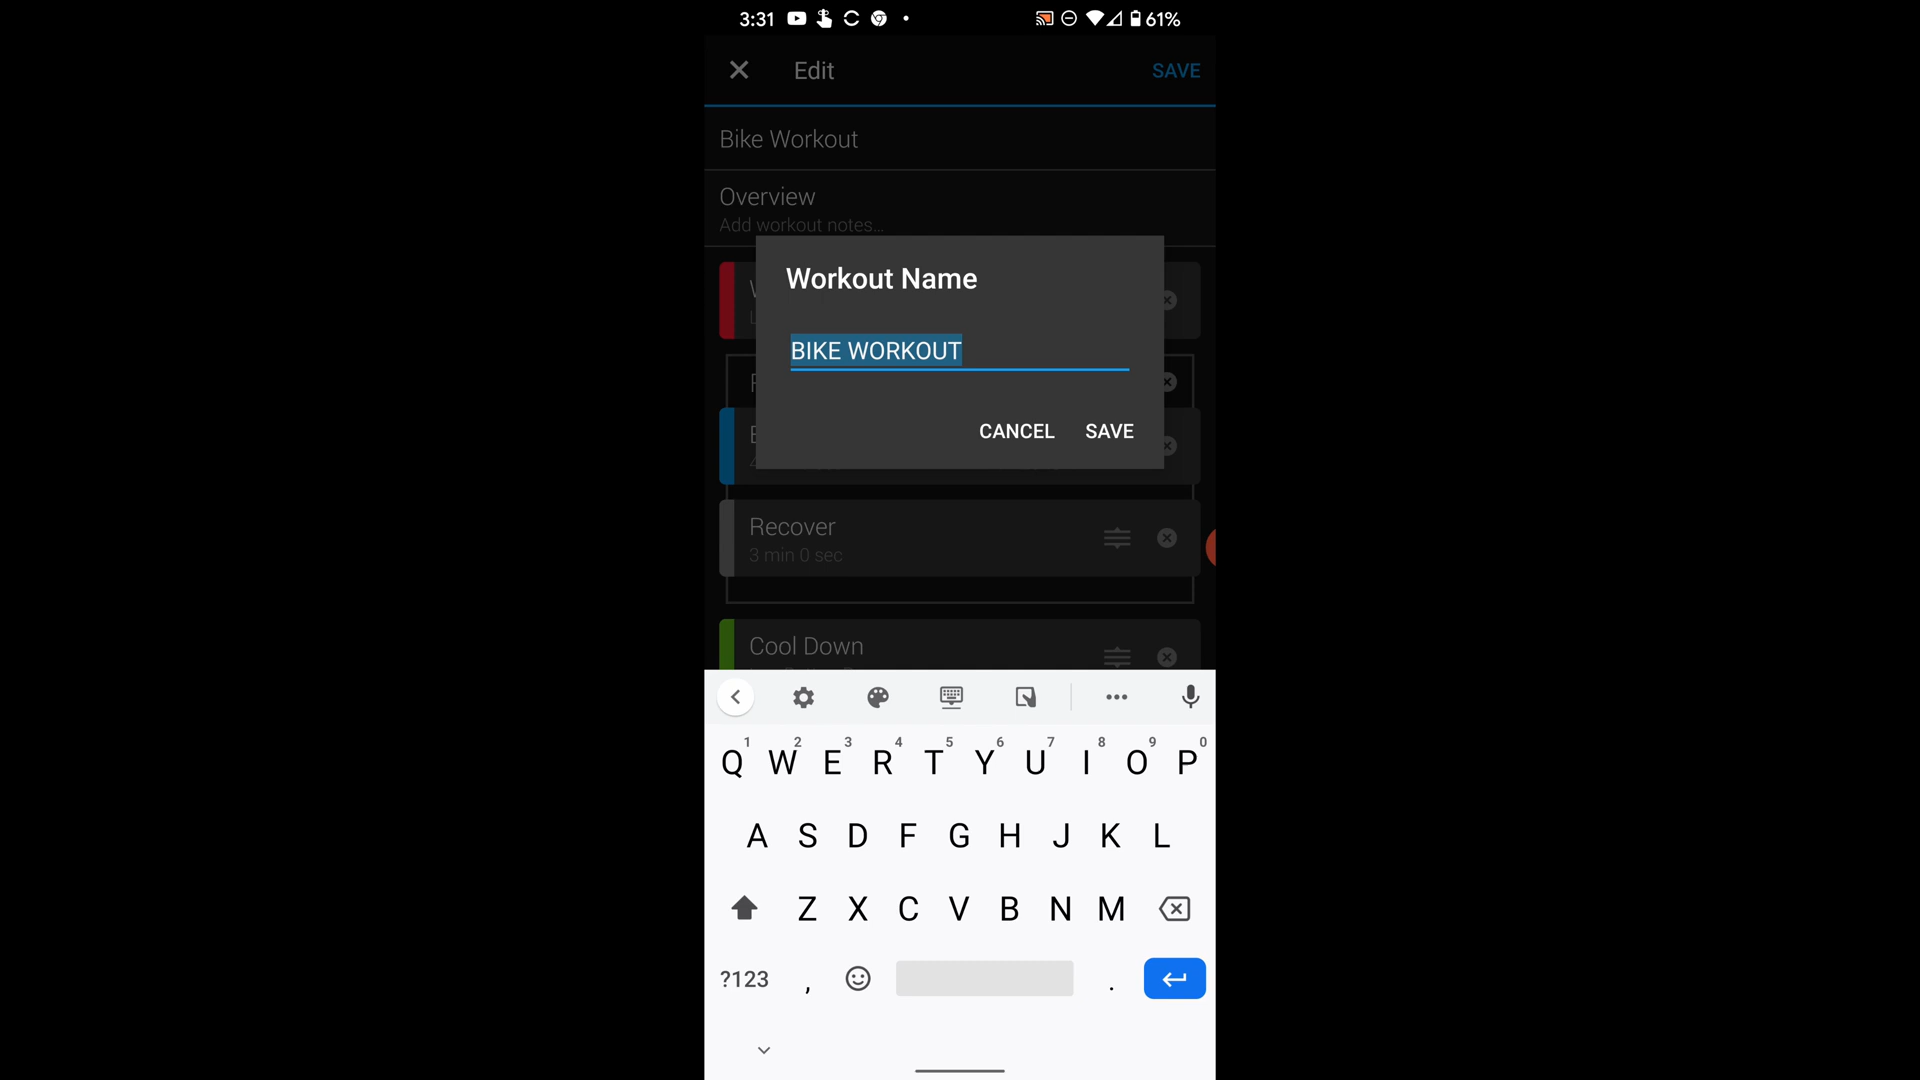 3:31 61%
Edit SAVE
Bike Workout
Overview
Add workout notes...
Workout Name
BIKE WORKOUT
CANCEL SAVE
Recover
3 min 0 sec
Cool Down
1 2 3 4 5 6 7 8 9 0
Q W E R T Y U I O P
A S D F G H J K L
Z X C V B N M
?123 , .